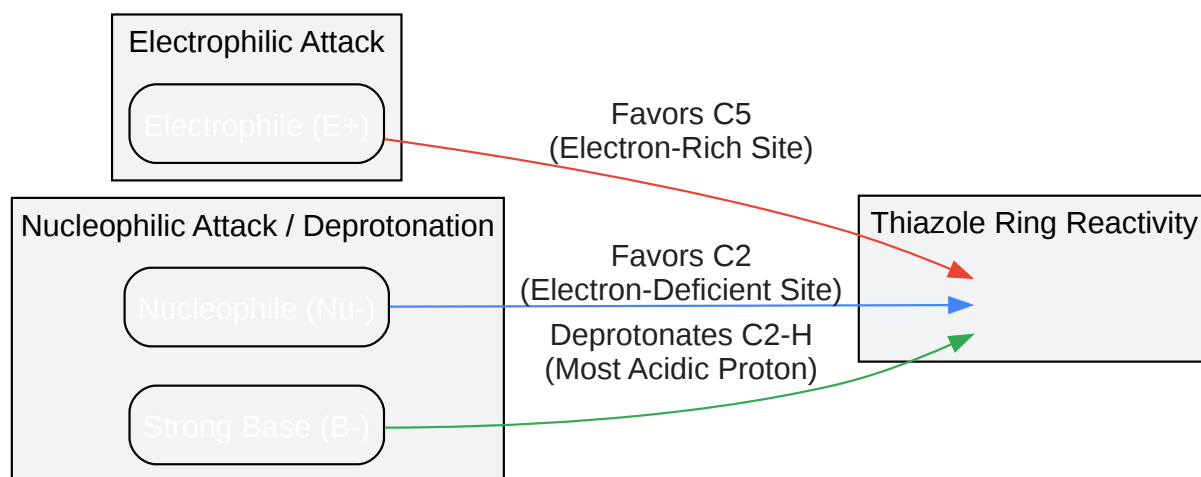 Electrophilic Attack
Electrophile (E+)
Favors C5
(Electron-Rich Site)
Nucleophilic Attack / Deprotonation
Nucleophile (Nu-)
Favors C2
(Electron-Deficient Site)
Deprotonates C2-H
(Most Acidic Proton)
Strong Base (B-)
Thiazole Ring Reactivity